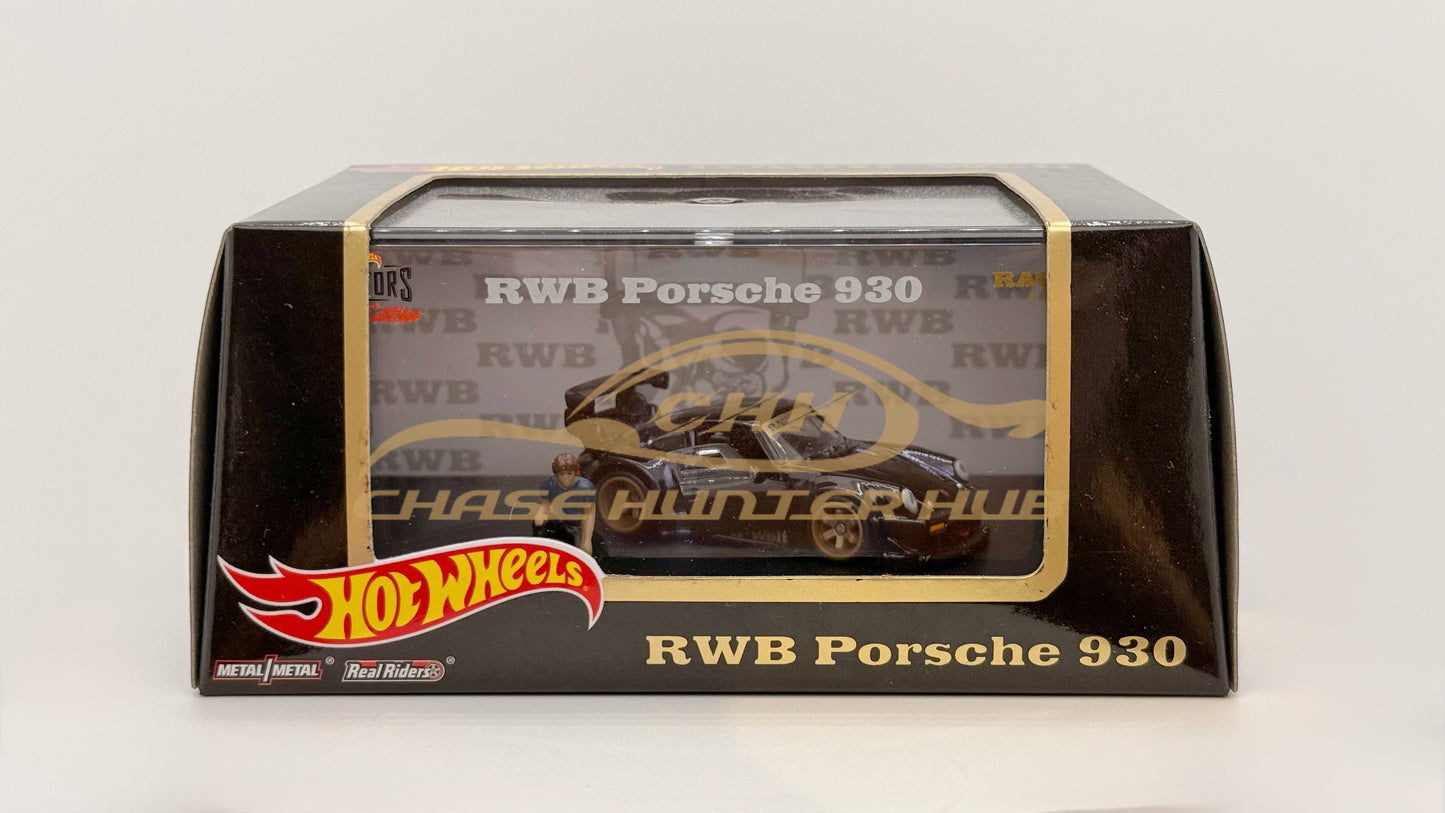 RWB Porsche 930
RWB
RWB
RWB
RWB
RWB
RWB
RWB
CHH
CHASE HUNTER HUB
HOT WHEELS
METAL/METAL® Real Riders®
RWB Porsche 930